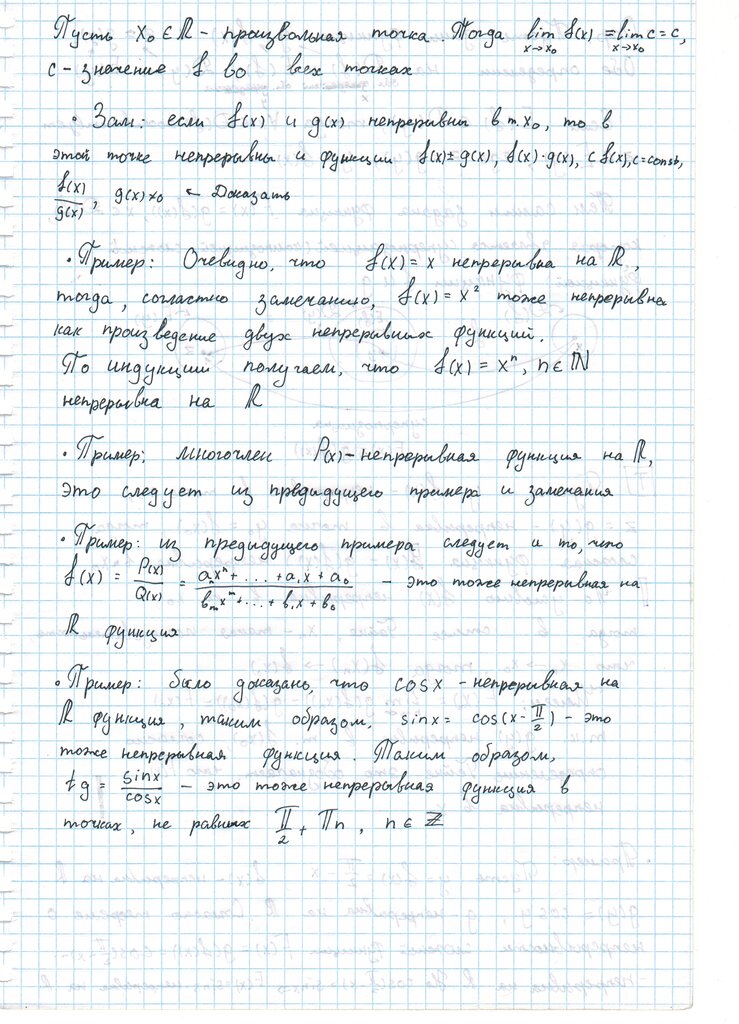 Пусть x₀ ∈ ℝ - произвольная точка. Тогда lim f(x) = lim c = c,
x→x₀ x→x₀
c - значение f во всех точках
• Зам: если f(x) и g(x) непрерывны в т. x₀, то в
этой точке непрерывны и функции f(x) ± g(x), f(x)·g(x), c f(x), c = const,
f(x)/g(x), g(x) ≠ 0 ← Доказать
• Пример: Очевидно, что f(x) = x непрерывна на ℝ,
тогда, согластно замечанию, f(x) = x² тоже непрерывна
как произведение двух непрерывных функций.
По индукции получаем, что f(x) = xⁿ, n ∈ ℕ
непрерывна на ℝ
• Пример: многочлен P(x) - непрерывная функция на ℝ,
это следует из предидущего примера и замечания
• Пример: из предидущего примера следует и то, что
f(x) = P(x)/Q(x) = (aₙxⁿ + ... + a₁x + a₀)/(bₘxᵐ + ... + b₁x + b₀) - это тоже непрерывная на
ℝ функция
• Пример: было доказано, что cos x - непрерывная на
ℝ функция, таким образом, sin x = cos(x - π/2) - это
тоже непрерывная функция. Таким образом,
tg = sin x/cos x - это тоже непрерывная функция в
точках, не равных π/2 + πn, n ∈ ℤ